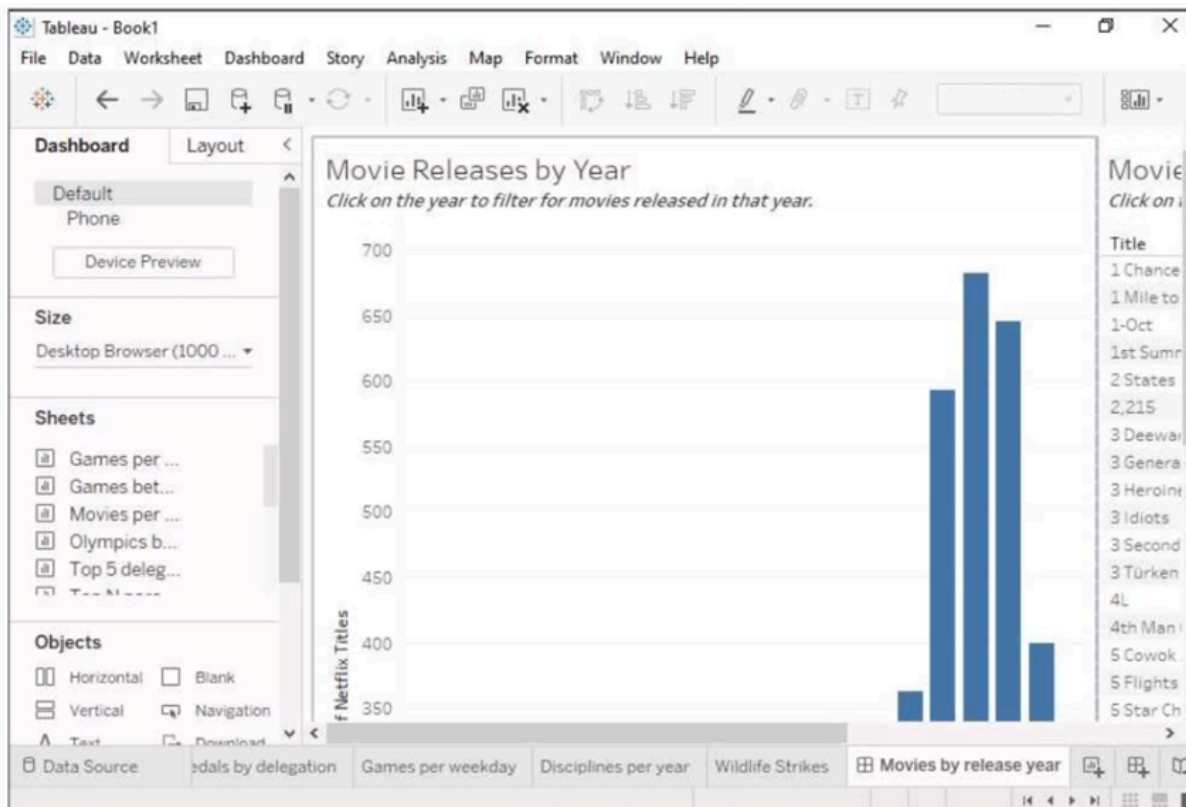 Tableau - Book1
File Data Worksheet Dashboard Story Analysis Map Format Window Help
Dashboard Layout
Default
Phone
Device Preview
Size
Desktop Browser (1000 ...
Sheets
Games per ...
Games bet...
Movies per ...
Olympics b...
Top 5 deleg...
Objects
Horizontal Blank
Vertical Navigation
Text Download
Movie Releases by Year
Click on the year to filter for movies released in that year.
700
650
600
550
500
450
400
350
f Netflix Titles
Movie
Click on
Title
1 Chance
1 Mile to
1-Oct
1st Summ
2 States
2,215
3 Deewar
3 Genera
3 Heroine
3 Idiots
3 Second
3 Türken
4L
4th Man
5 Cowok
5 Flights
5 Star Ch
Data Source edals by delegation Games per weekday Disciplines per year Wildlife Strikes Movies by release year